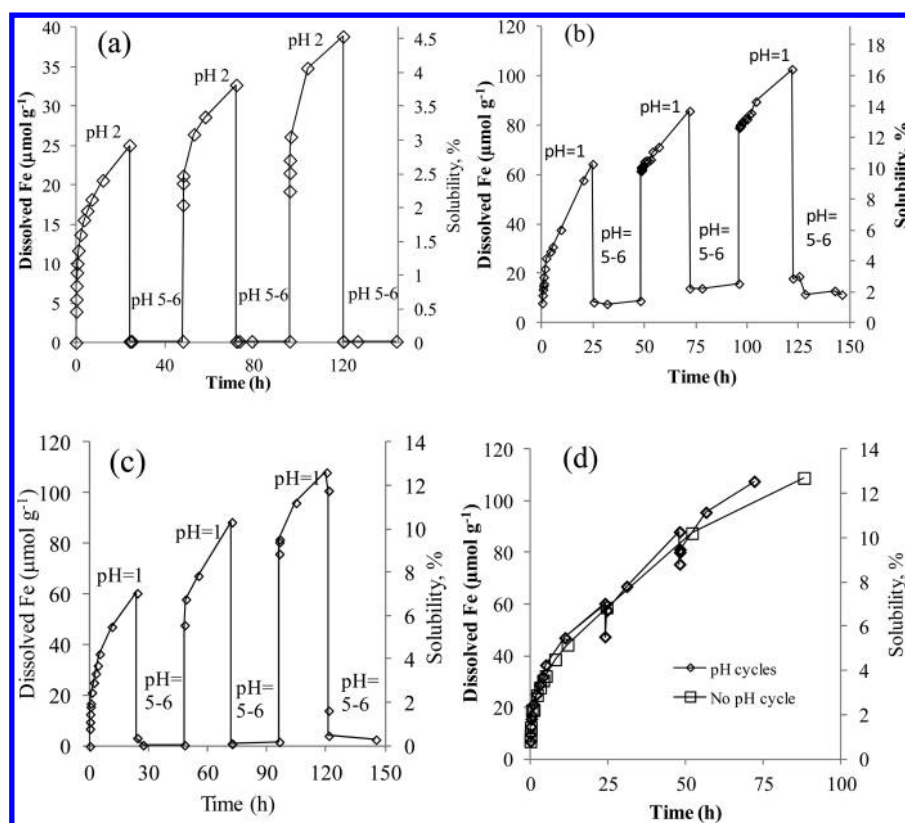 (a)
Dissolved Fe (µmol g⁻¹)
40
35
30
25
20
15
10
5
0
pH 2
pH 2
pH 2
pH 5-6
pH 5-6
pH 5-6
4.5
4
3.5
3
2.5
2
1.5
1
0.5
0
Solubility, %
0
40
80
120
Time (h)
(b)
Dissolved Fe (µmol g⁻¹)
120
100
80
60
40
20
0
pH=1
pH=1
pH=1
pH=
5-6
pH=
5-6
pH=
5-6
18
16
14
12
10
8
6
4
2
0
Solubility, %
0
25
50
75
100
125
150
Time (h)
(c)
Dissolved Fe (µmol g⁻¹)
120
100
80
60
40
20
0
pH=1
pH=1
pH=1
pH=
5-6
pH=
5-6
pH=
5-6
14
12
10
8
6
4
2
0
Solubility, %
0
30
60
90
120
150
Time (h)
(d)
Dissolved Fe (µmol g⁻¹)
120
100
80
60
40
20
0
pH cycles
No pH cycle
14
12
10
8
6
4
2
0
Solubility, %
0
25
50
75
100
Time (h)